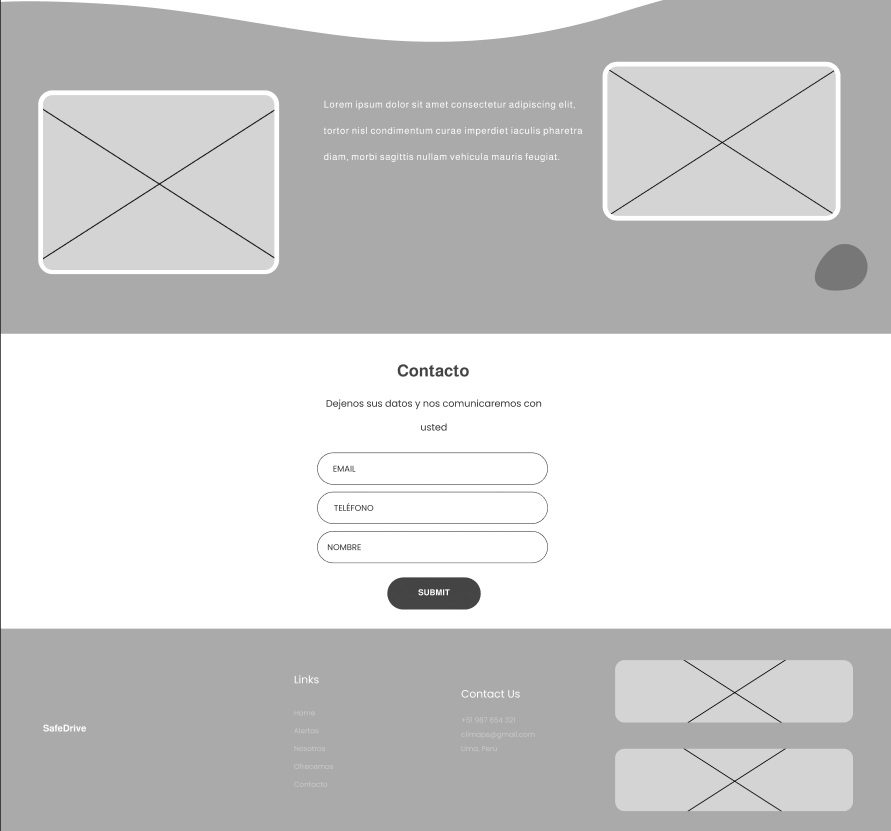 Lorem ipsum dolor sit amet consectetur adipiscing elit,
tortor nisl condimentum curae imperdiet iaculis pharetra
diam, morbi sagittis nullam vehicula mauris feugiat.
Contacto
Dejenos sus datos y nos comunicaremos con
usted
EMAIL
TELÉFONO
NOMBRE
SUBMIT
SafeDrive
Links
Home
Alertas
Nosotros
Ofrecemos
Contacto
Contact Us
+51 987 654 321
climaps@gmail.com
Lima, Perú